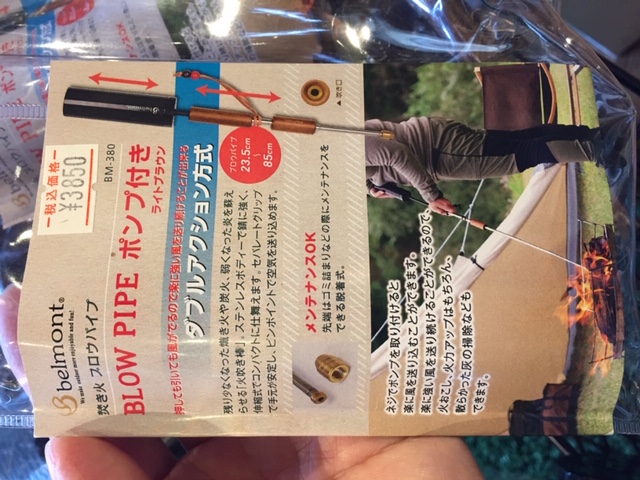 belmont®
We make outdoor more enjoyable and fun!
焚き火 ブロウパイプ
ー税込価格ー
¥3850
BM-380
BLOW PIPE ポンプ付き
ライトブラウン
押しても引いても風がでるので楽に強い風を送り続けることが出来る
ダブルアクション方式
ブロウパイプ
23.5cm
〜
85cm
▲吹き口
残り少なくなった焚き火や炭火、弱くなった炎を蘇え
らせる「火吹き棒」。ステンレスボディーで錆に強く、
伸縮式でコンパクトに仕舞えます。セパレートグリップ
で手元が安定し、ピンポイントで空気を送り込めます。
メンテナンスOK
先端はゴミ詰まりなどの際にメンテナンスを
できる脱着式。
ネジでポンプを取り付けると
楽に風を送り込むことができます。
楽に強い風を送り続けることができるので、
火おこし、火力アップはもちろん、
散らかった灰の掃除なども
できます。